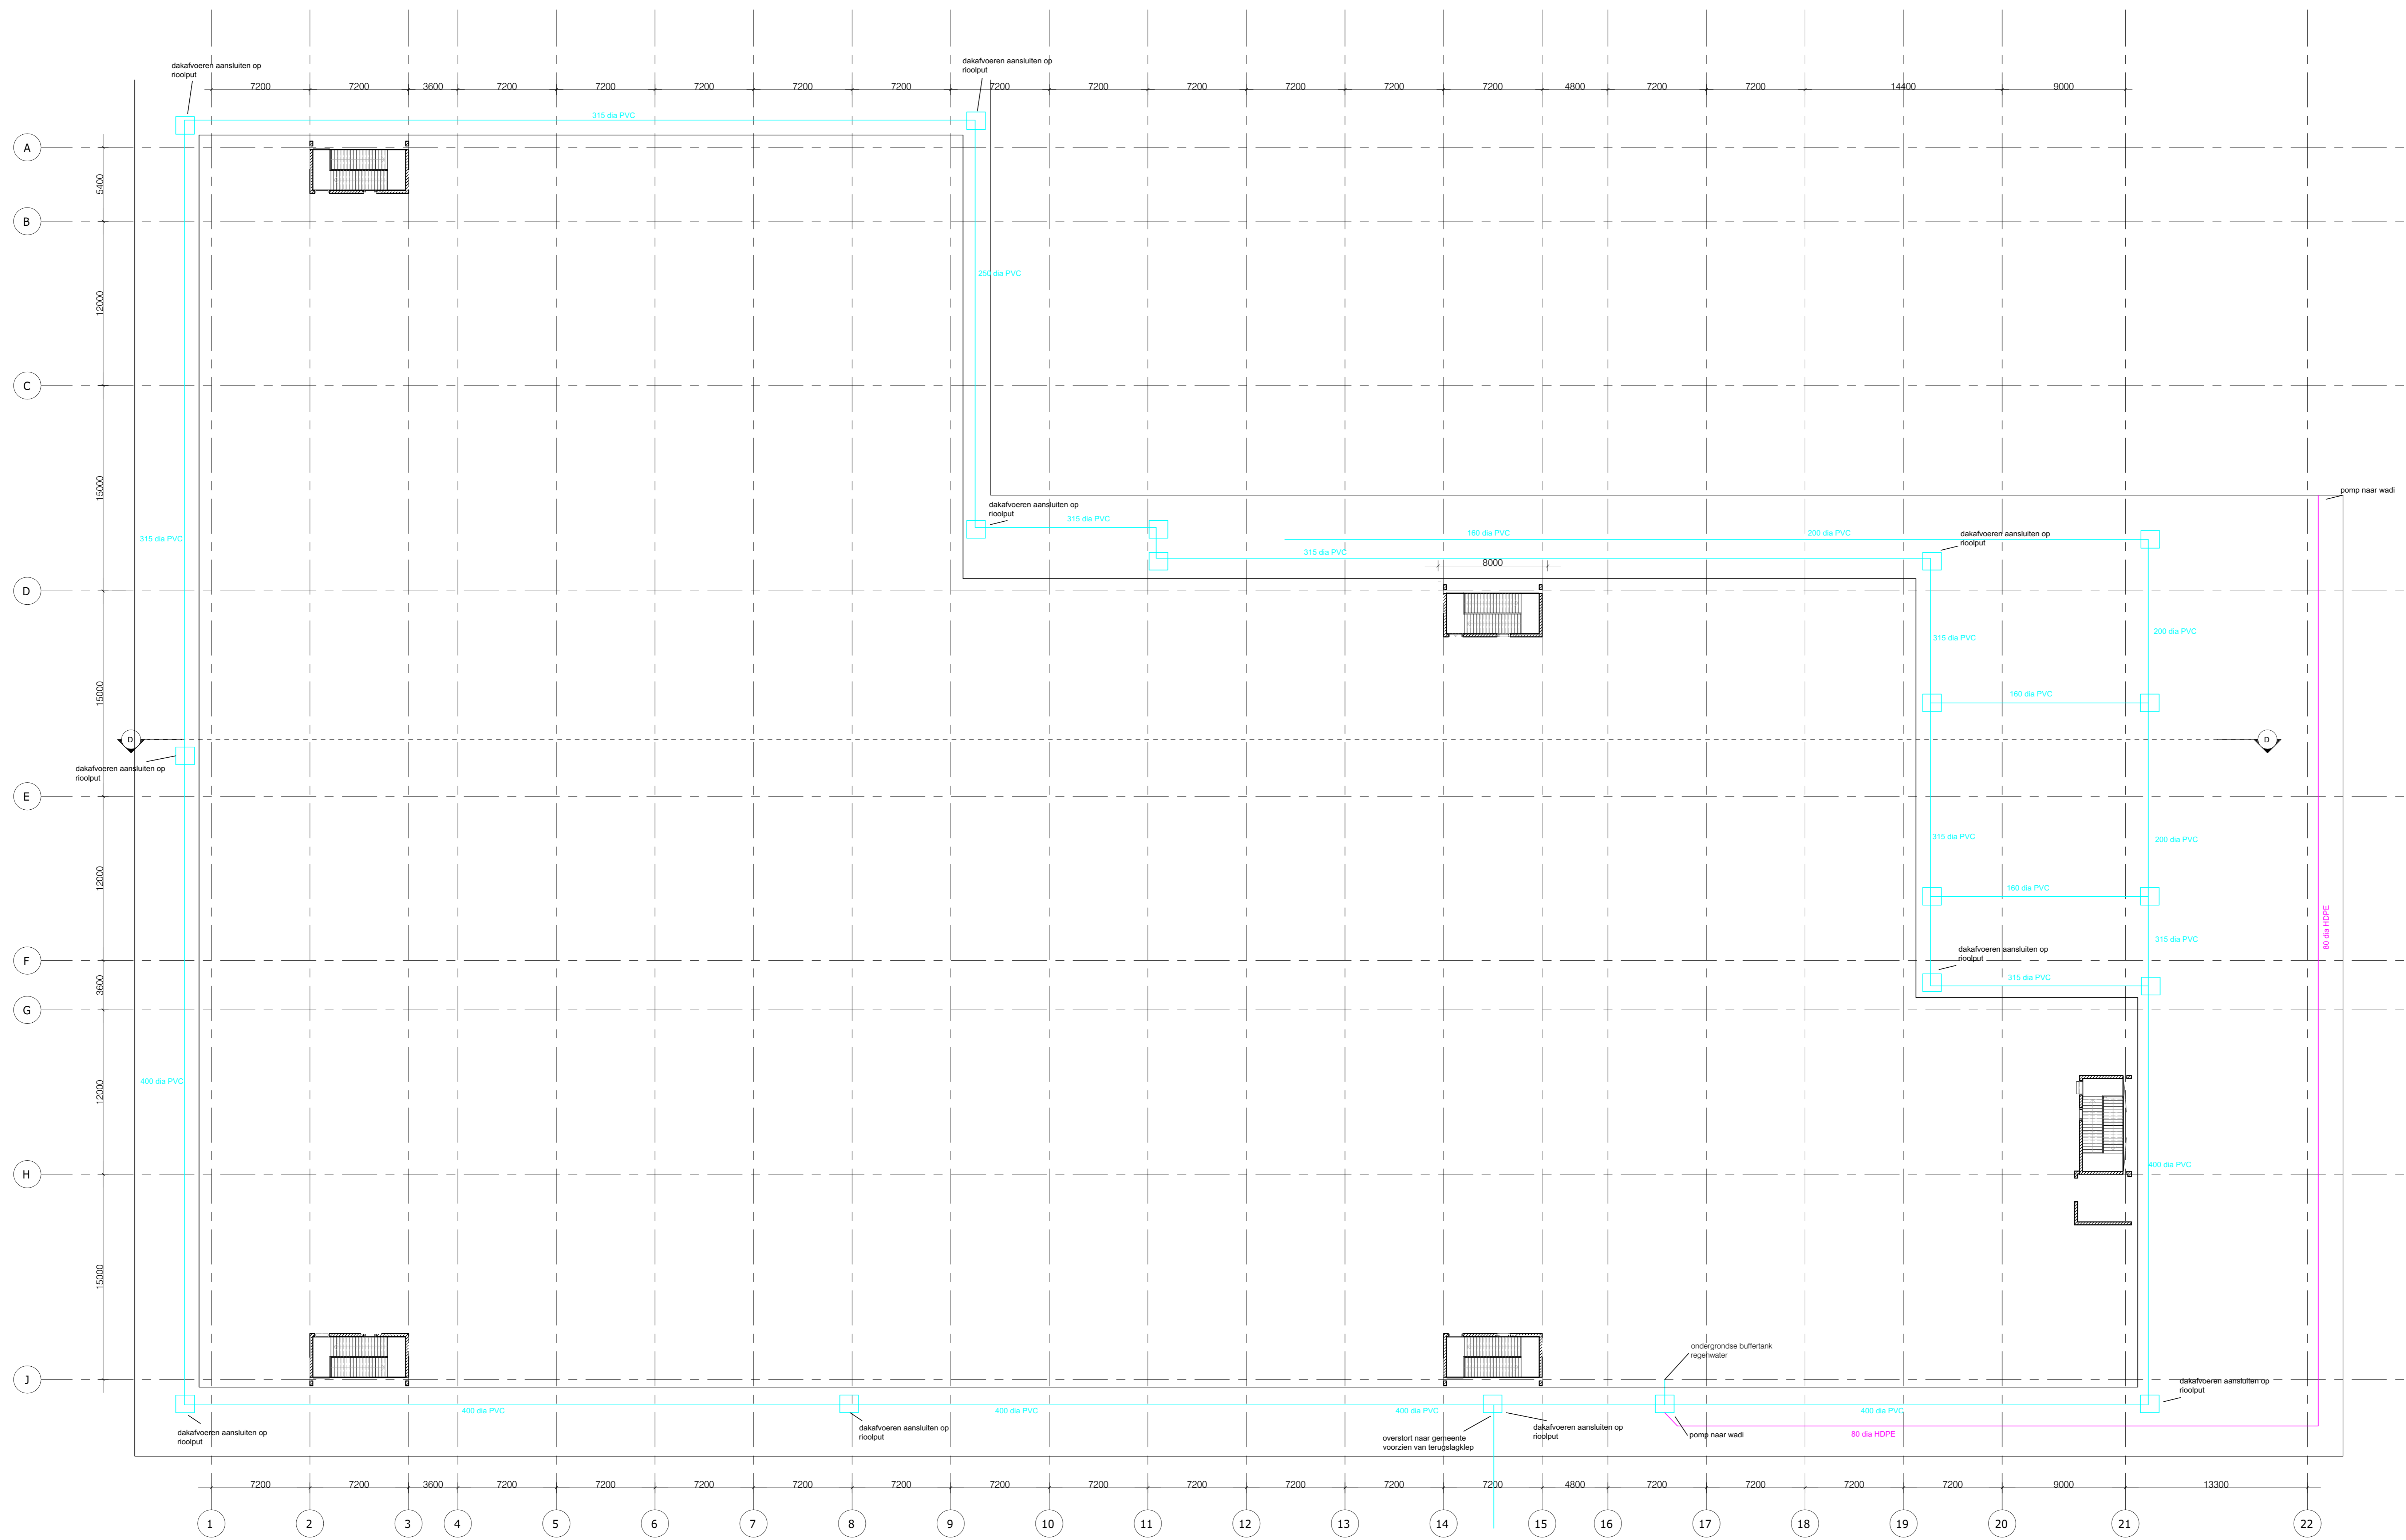 dakafvoeren aansluiten op
rioolput
dakafvoeren aansluiten op
rioolput
7200 7200 3600 7200 7200 7200 7200 7200 7200 7200 7200 7200 7200 7200 4800 7200 7200 14400 9000
315 dia PVC
A
5400
B
250 dia PVC
12000
C
15000
pomp naar wadi
dakafvoeren aansluiten op
rioolput
315 dia PVC
160 dia PVC
200 dia PVC
dakafvoeren aansluiten op
rioolput
315 dia PVC
315 dia PVC
8000
D
200 dia PVC
315 dia PVC
15000
160 dia PVC
D
D
dakafvoeren aansluiten op
rioolput
E
315 dia PVC
200 dia PVC
12000
160 dia PVC
80 dia HDPE
315 dia PVC
dakafvoeren aansluiten op
rioolput
F
315 dia PVC
3600
G
400 dia PVC
12000
400 dia PVC
H
15000
ondergrondse buffertank
regenwater
J
dakafvoeren aansluiten op
rioolput
400 dia PVC
400 dia PVC
400 dia PVC
400 dia PVC
dakafvoeren aansluiten op
rioolput
dakafvoeren aansluiten op
rioolput
overstort naar gemeente
voorzien van terugslagklep
dakafvoeren aansluiten op
rioolput
pomp naar wadi
80 dia HDPE
7200 7200 3600 7200 7200 7200 7200 7200 7200 7200 7200 7200 7200 7200 4800 7200 7200 7200 7200 9000 13300
1 2 3 4 5 6 7 8 9 10 11 12 13 14 15 16 17 18 19 20 21 22